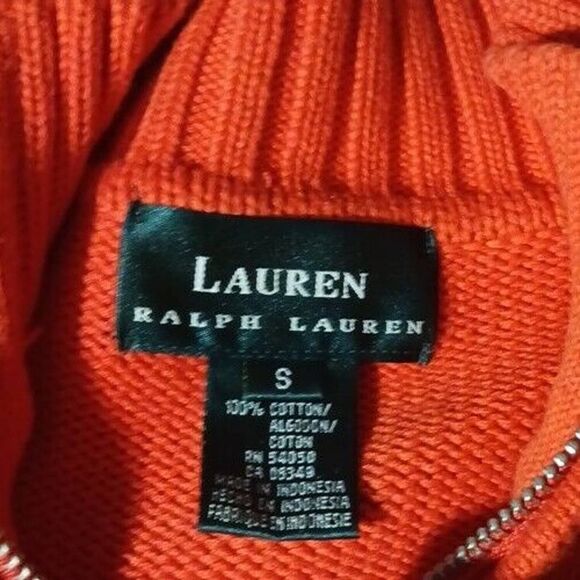 LAUREN
RALPH LAUREN
S
100% COTTON/
ALGODON/
COTON
RN 54050
CA 09349
MADE IN INDONESIA
HECHO EN INDONESIA
FABRIQUE EN INDONESIE